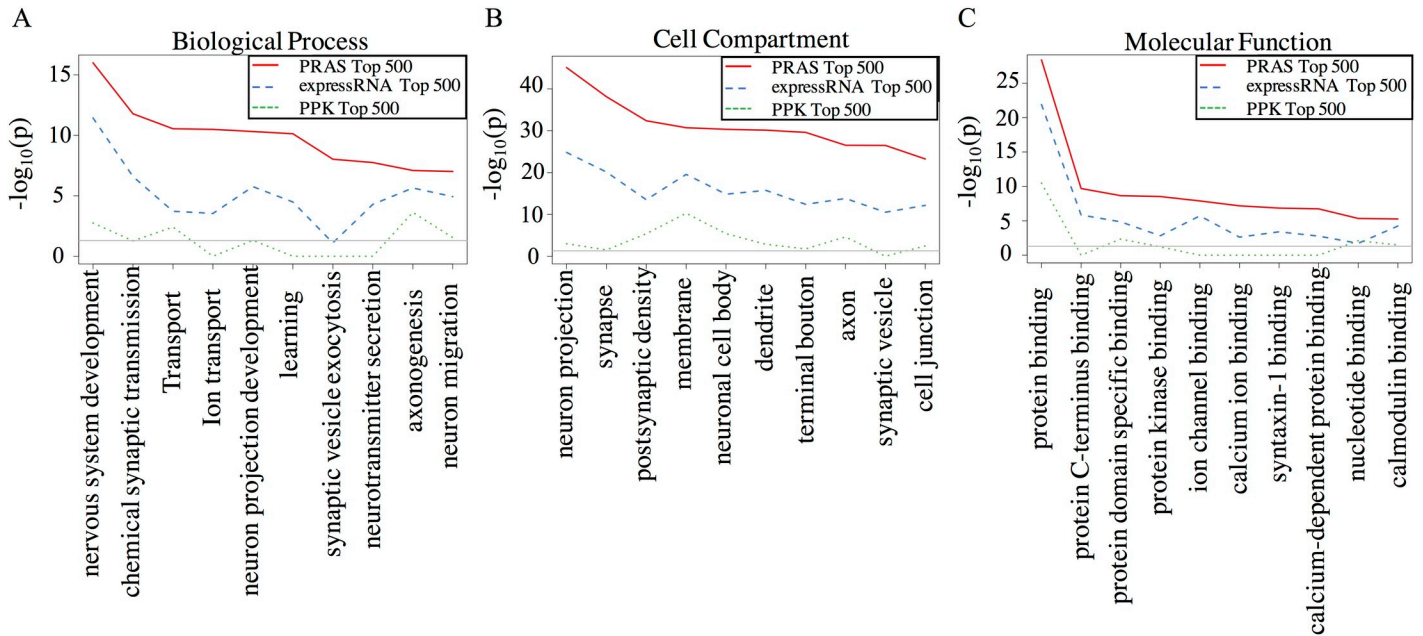 A
Biological Process
PRAS Top 500
expressRNA Top 500
PPK Top 500
-log10(p)
15
10
5
0
nervous system development
chemical synaptic transmission
Transport
Ion transport
neuron projection development
learning
synaptic vesicle exocytosis
neurotransmitter secretion
axonogenesis
neuron migration
B
Cell Compartment
PRAS Top 500
expressRNA Top 500
PPK Top 500
-log10(p)
40
30
20
10
0
neuron projection
synapse
postsynaptic density
membrane
neuronal cell body
dendrite
terminal bouton
axon
synaptic vesicle
cell junction
C
Molecular Function
PRAS Top 500
expressRNA Top 500
PPK Top 500
-log10(p)
25
20
15
10
5
0
protein binding
protein C-terminus binding
protein domain specific binding
protein kinase binding
ion channel binding
calcium ion binding
syntaxin-1 binding
calcium-dependent protein binding
nucleotide binding
calmodulin binding